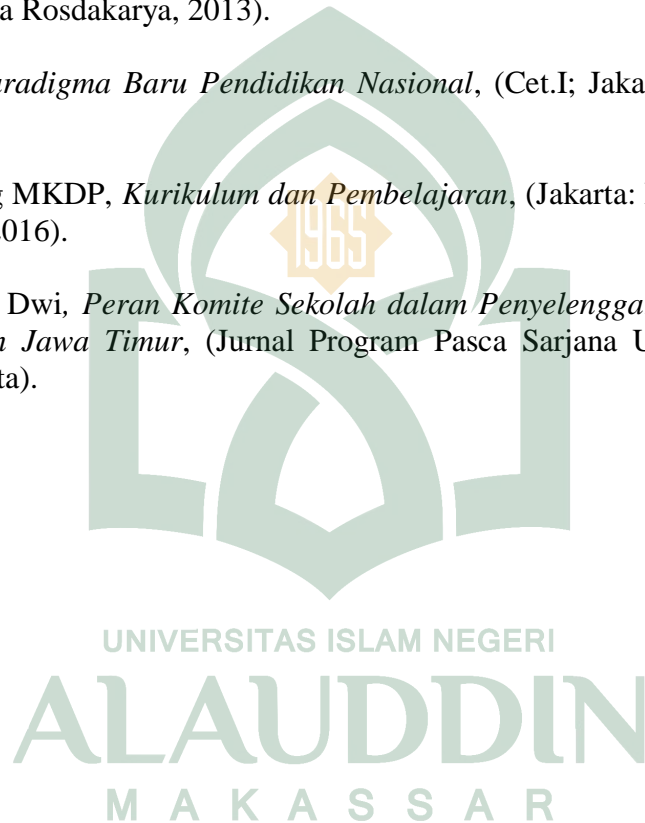 a Rosdakarya, 2013).
aradigma Baru Pendidikan Nasional, (Cet.I; Jaka
g MKDP, Kurikulum dan Pembelajaran, (Jakarta:
2016).
Dwi, Peran Komite Sekolah dalam Penyelengga
n Jawa Timur, (Jurnal Program Pasca Sarjana U
ta).
1965
UNIVERSITAS ISLAM NEGERI
ALAUDDIN
MAKASSAR